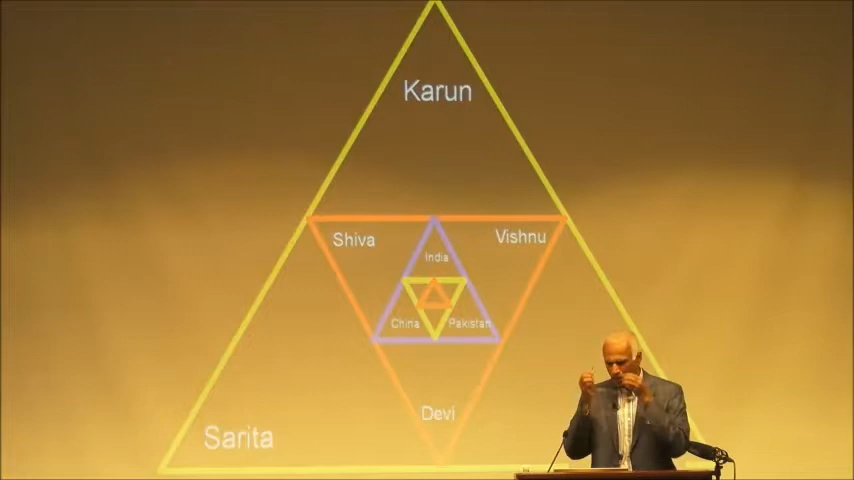 Karun
Shiva
Vishnu
India
China
Pakistan
Devi
Sarita